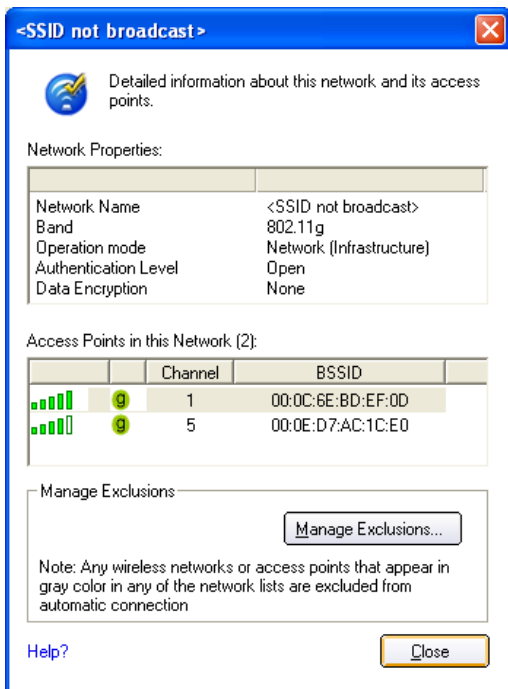 <SSID not broadcast>
Detailed information about this network and its access
points.
Network Properties:
Network Name <SSID not broadcast>
Band 802.11g
Operation mode Network (Infrastructure)
Authentication Level Open
Data Encryption None
Access Points in this Network (2):
Channel BSSID
g 1 00:0C:6E:BD:EF:0D
g 5 00:0E:D7:AC:1C:E0
Manage Exclusions
Manage Exclusions...
Note: Any wireless networks or access points that appear in
gray color in any of the network lists are excluded from
automatic connection
Help? Close